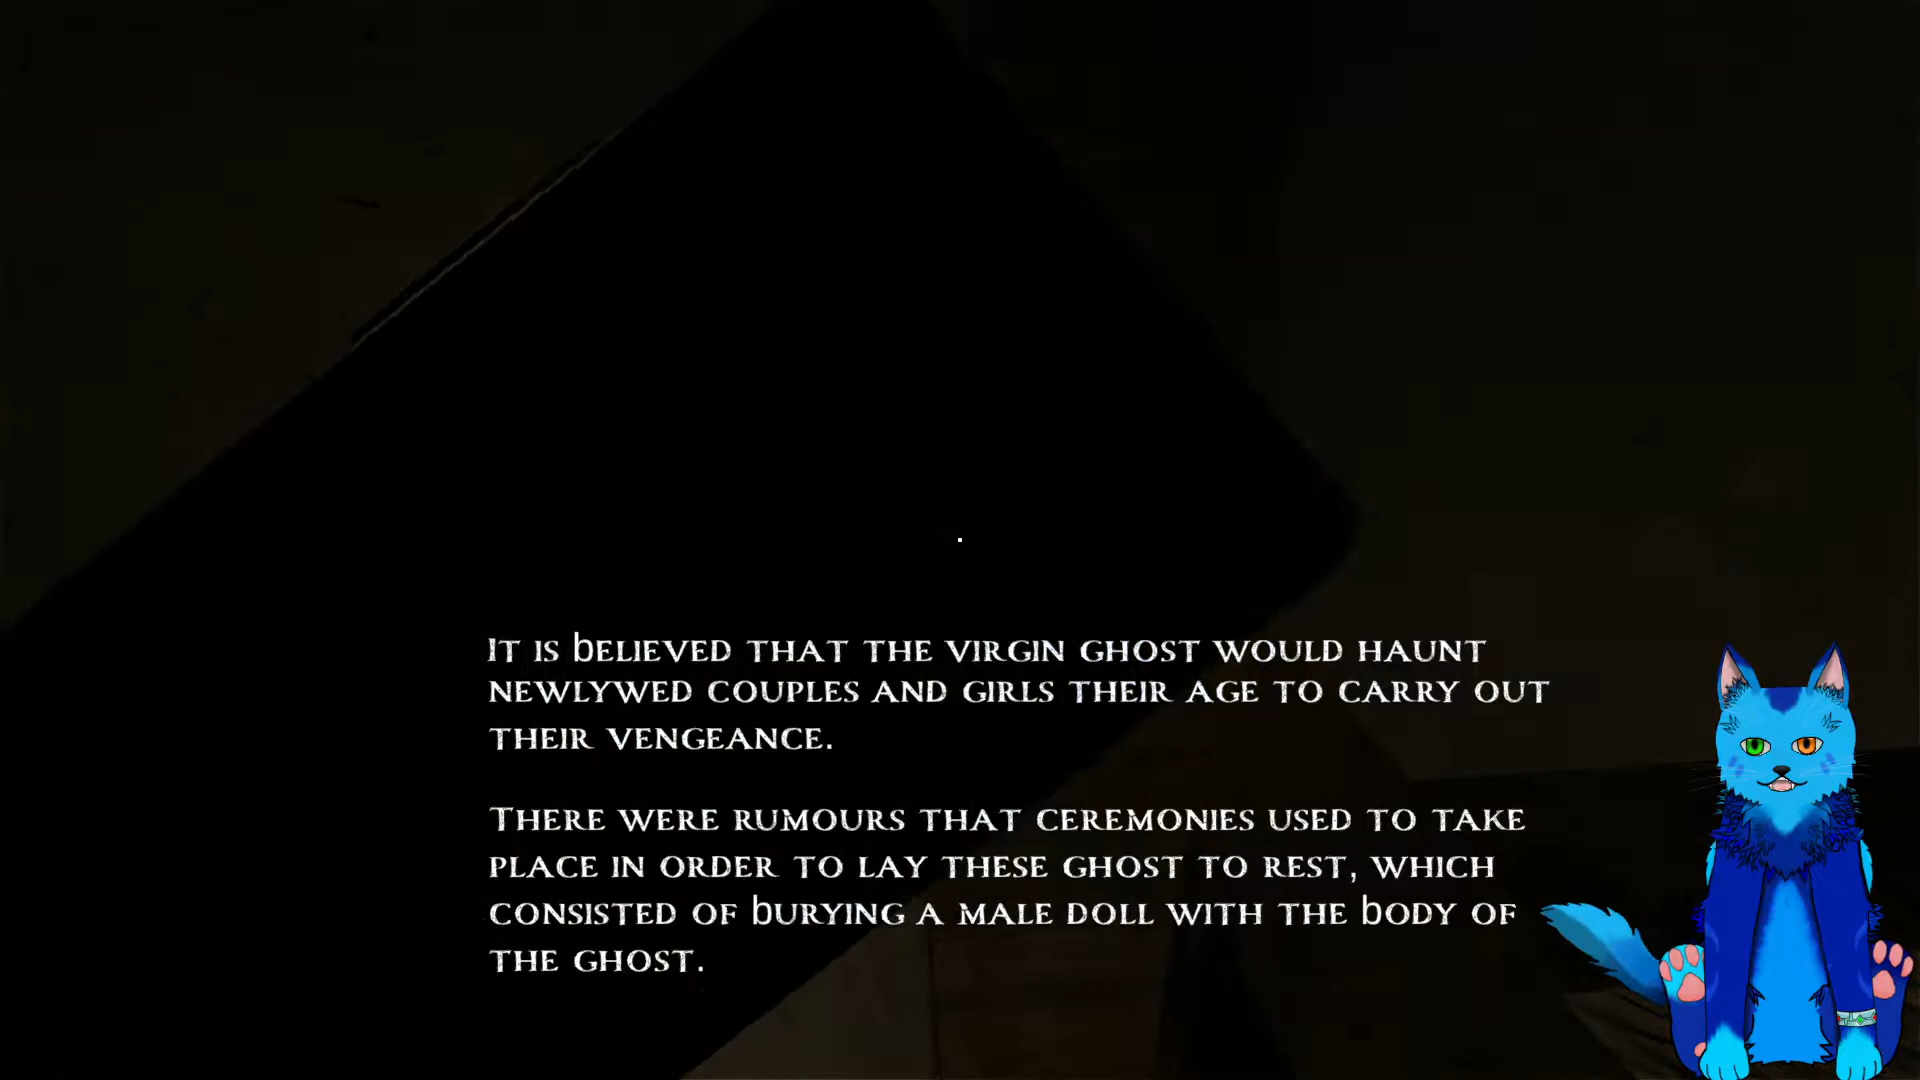 It is believed that the virgin ghost would haunt
newlywed couples and girls their age to carry out
their vengeance.
There were rumours that ceremonies used to take
place in order to lay these ghost to rest, which
consisted of burying a male doll with the body of
the ghost.